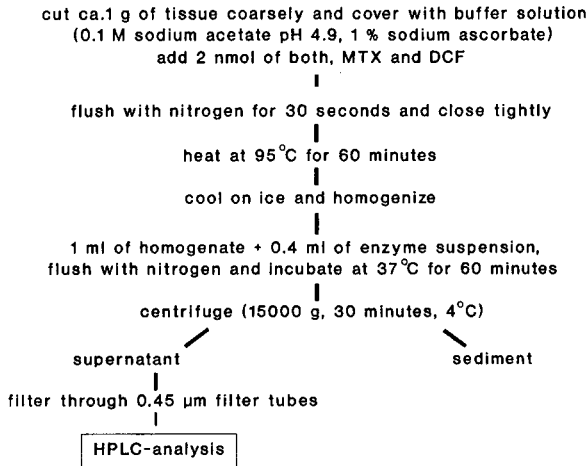 cut ca.1 g of tissue coarsely and cover with buffer solution
(0.1 M sodium acetate pH 4.9, 1 % sodium ascorbate)
add 2 nmol of both, MTX and DCF
flush with nitrogen for 30 seconds and close tightly
heat at 95°C for 60 minutes
cool on ice and homogenize
1 ml of homogenate + 0.4 ml of enzyme suspension,
flush with nitrogen and incubate at 37°C for 60 minutes
centrifuge (15000 g, 30 minutes, 4°C)
supernatant sediment
filter through 0.45 µm filter tubes
HPLC-analysis